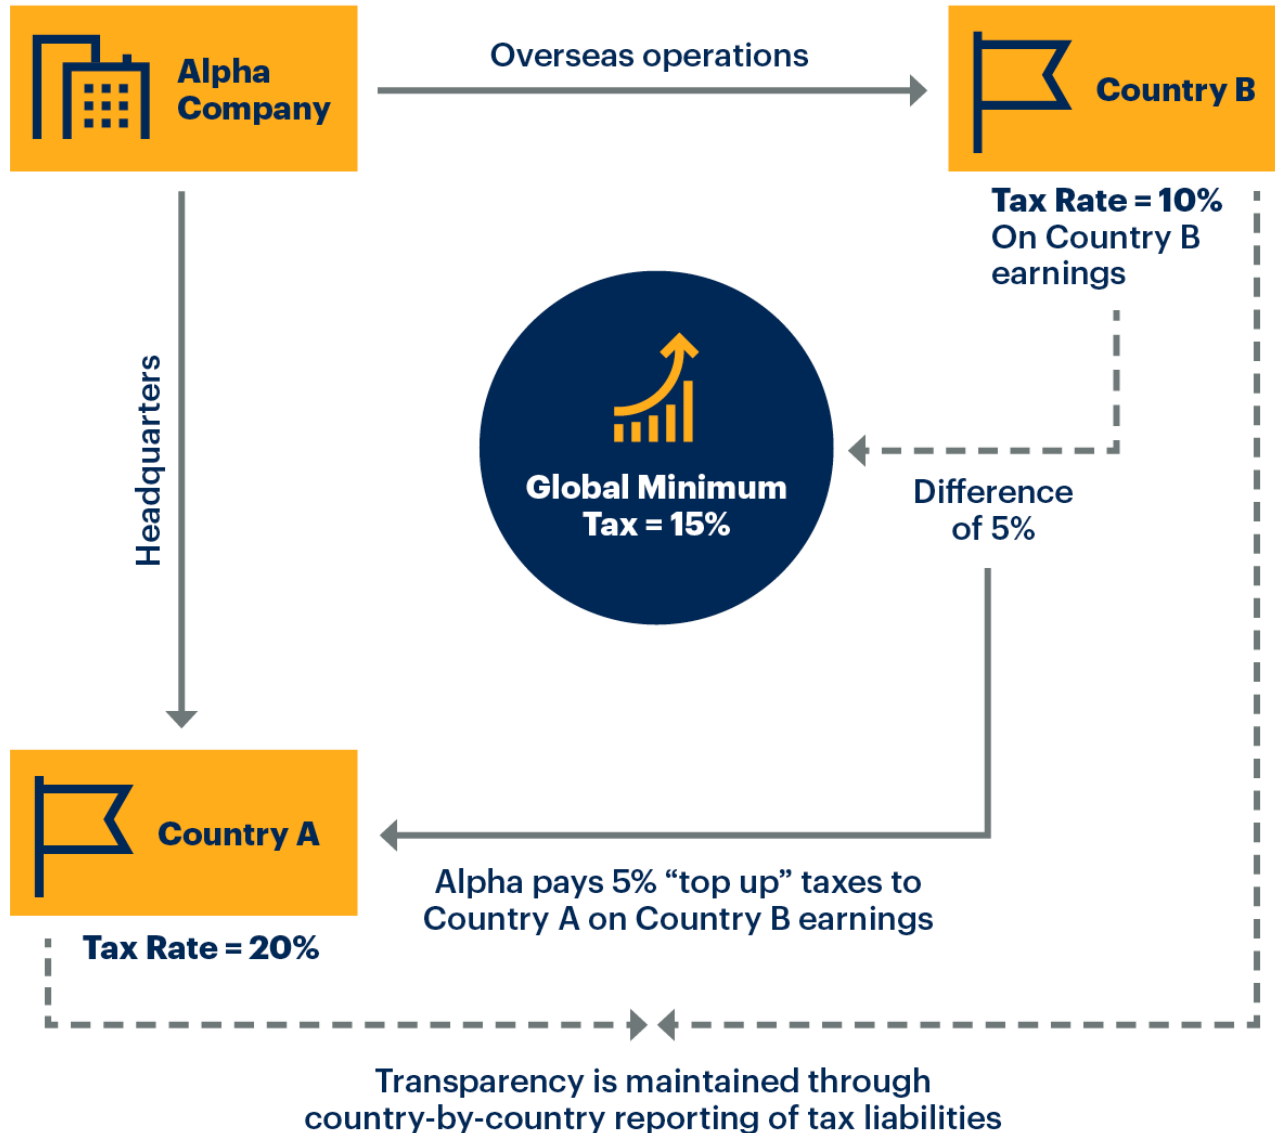 Alpha
Company
Overseas operations
Country B
Tax Rate = 10%
On Country B
earnings
Headquarters
Global Minimum
Tax = 15%
Difference
of 5%
Country A
Tax Rate = 20%
Alpha pays 5% “top up” taxes to
Country A on Country B earnings
Transparency is maintained through
country-by-country reporting of tax liabilities